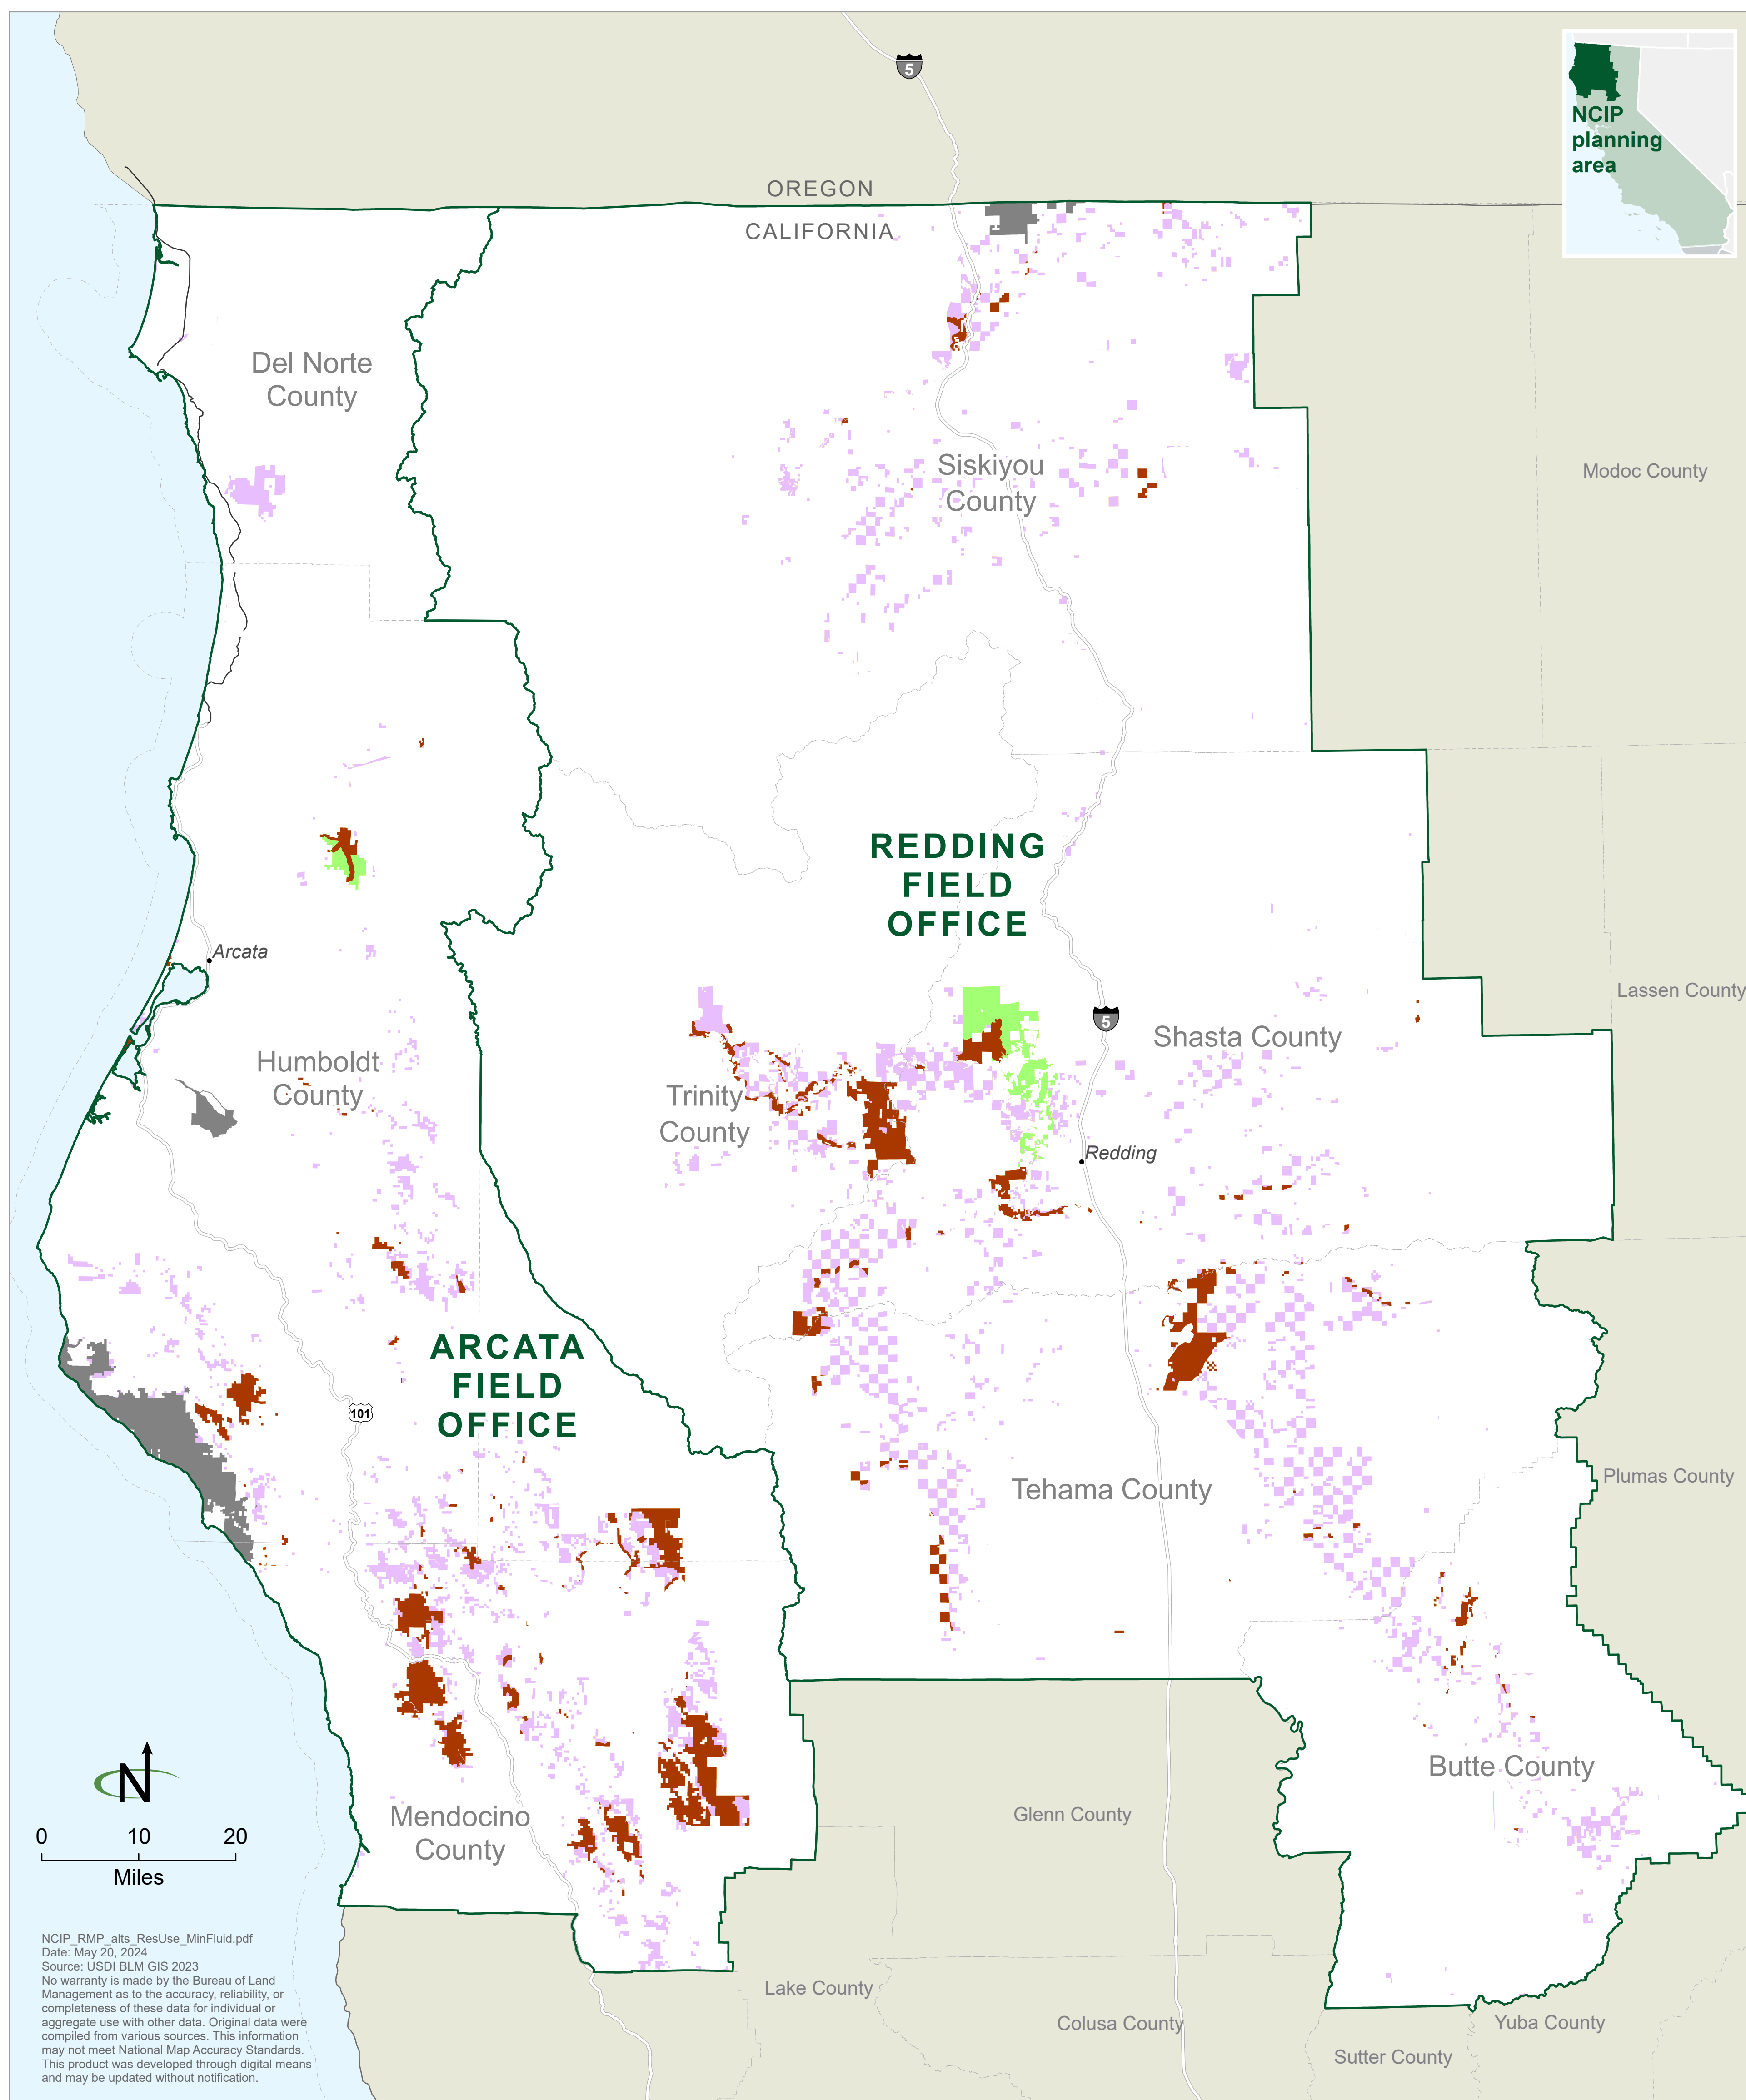 5
NCIP
planning
area
OREGON
CALIFORNIA
Del Norte
County
Siskiyou
County
Modoc County
REDDING
FIELD
OFFICE
Arcata
Lassen County
5
Shasta County
Humboldt
County
Trinity
County
Redding
ARCATA
FIELD
OFFICE
101
Plumas County
Tehama County
Butte County
N
Mendocino
County
Glenn County
0 10 20
Miles
NCIP_RMP_alts_ResUse_MinFluid.pdf
Date: May 20, 2024
Source: USDI BLM GIS 2023
No warranty is made by the Bureau of Land
Management as to the accuracy, reliability, or
completeness of these data for individual or
aggregate use with other data. Original data were
compiled from various sources. This information
may not meet National Map Accuracy Standards.
This product was developed through digital means
and may be updated without notification.
Lake County
Colusa County
Yuba County
Sutter County